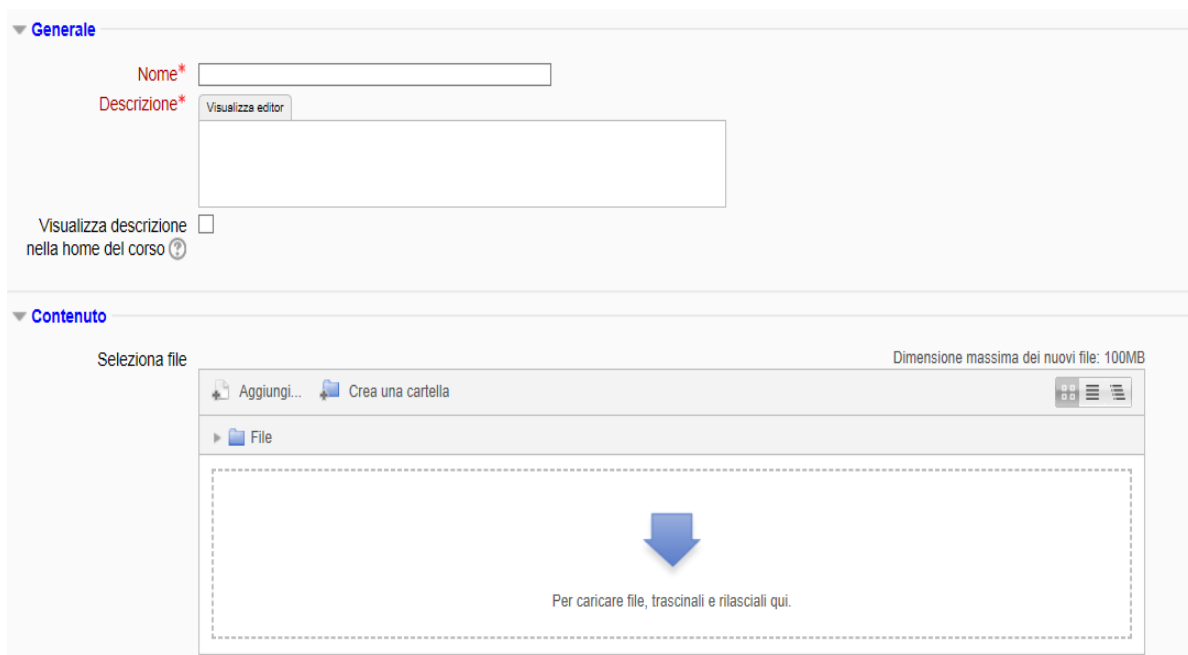 Generale
Nome*
Descrizione*
Visualizza editor
Visualizza descrizione
nella home del corso ?
Contenuto
Seleziona file
Dimensione massima dei nuovi file: 100MB
Aggiungi... Crea una cartella
File
Per caricare file, trascinali e rilasciali qui.